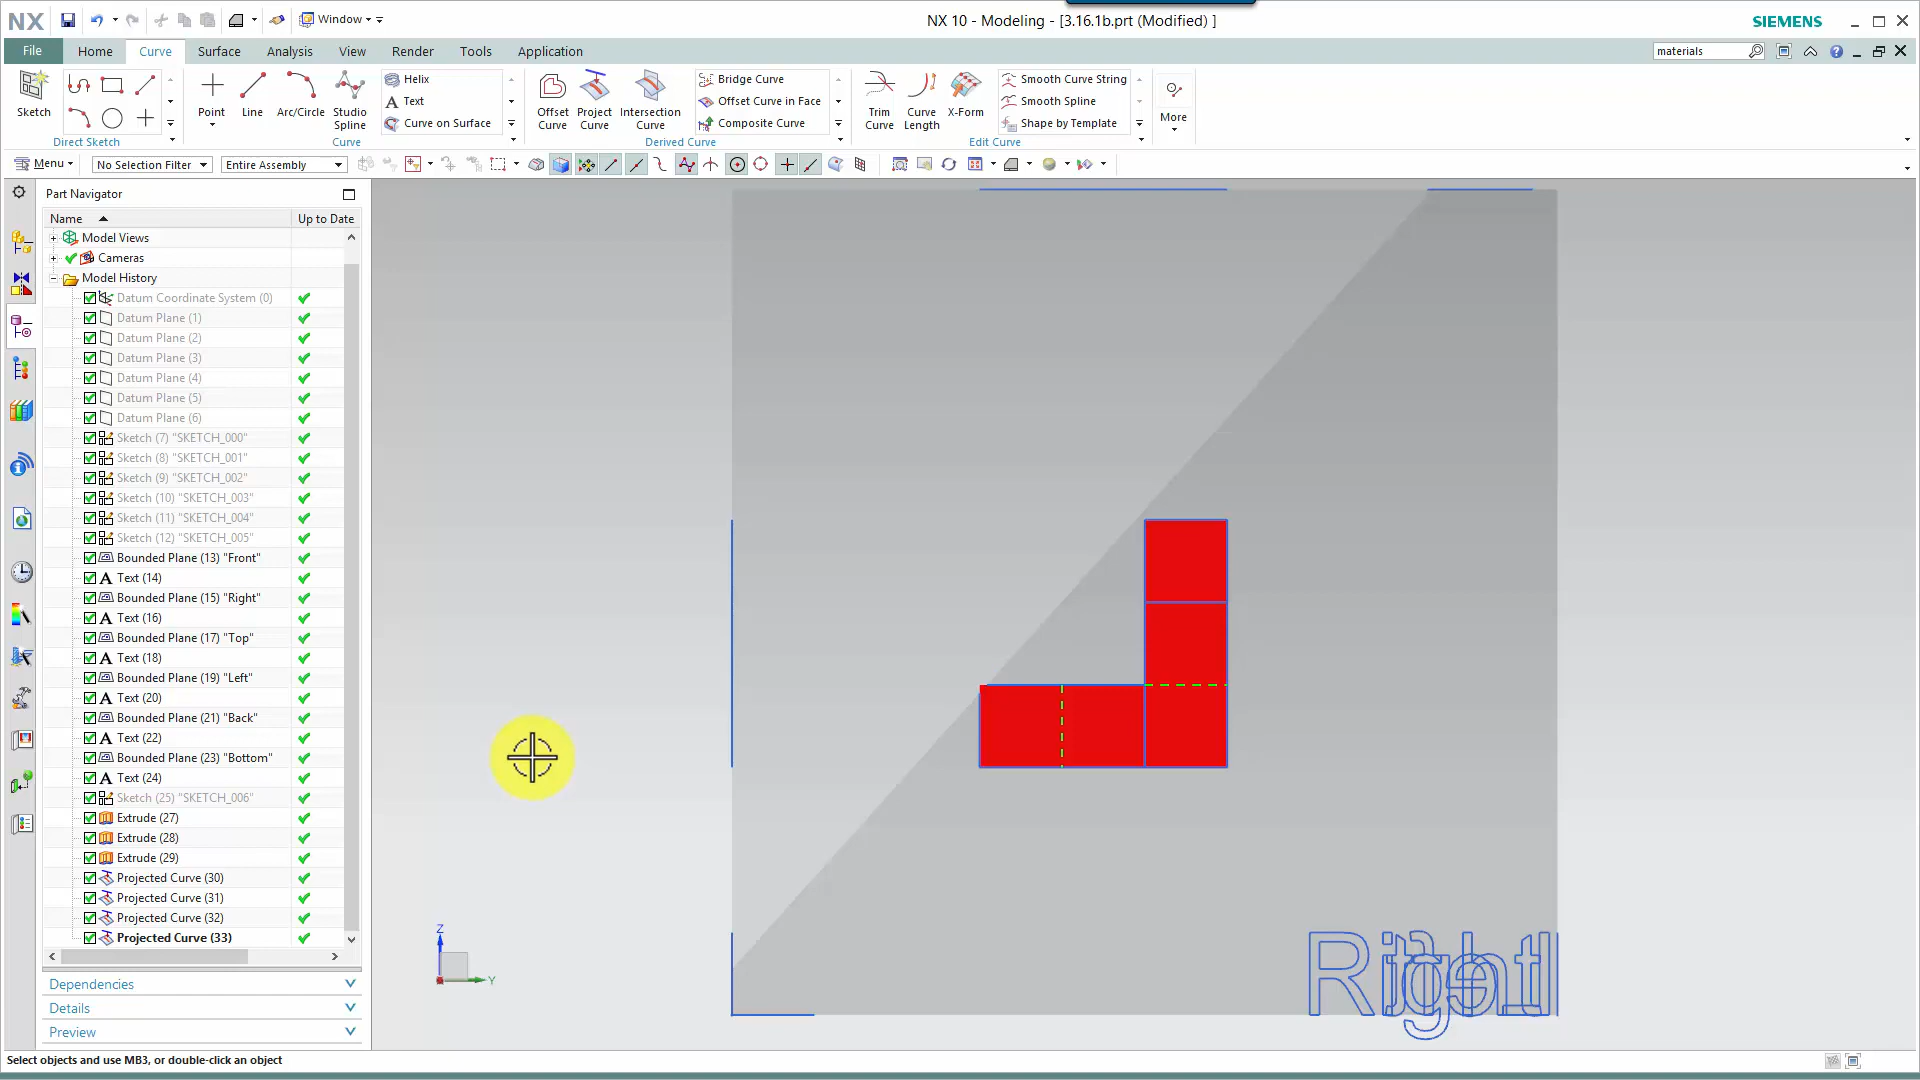 NX
Window
NX 10 - Modeling - [3.16.1b.prt (Modified) ]
SIEMENS
File
Home
Curve
Surface
Analysis
View
Render
Tools
Application
materials
Sketch
Direct Sketch
Point
Line
Arc/Circle
Studio
Spline
Helix
Text
Curve on Surface
Curve
Offset
Curve
Project
Curve
Intersection
Curve
Bridge Curve
Offset Curve in Face
Composite Curve
Derived Curve
Trim
Curve
Curve
Length
X-Form
Smooth Curve String
Smooth Spline
Shape by Template
Edit Curve
More
Menu
No Selection Filter
Entire Assembly
Part Navigator
Name
Up to Date
Model Views
Cameras
Model History
Datum Coordinate System (0)
Datum Plane (1)
Datum Plane (2)
Datum Plane (3)
Datum Plane (4)
Datum Plane (5)
Datum Plane (6)
Sketch (7) "SKETCH_000"
Sketch (8) "SKETCH_001"
Sketch (9) "SKETCH_002"
Sketch (10) "SKETCH_003"
Sketch (11) "SKETCH_004"
Sketch (12) "SKETCH_005"
Bounded Plane (13) "Front"
Text (14)
Bounded Plane (15) "Right"
Text (16)
Bounded Plane (17) "Top"
Text (18)
Bounded Plane (19) "Left"
Text (20)
Bounded Plane (21) "Back"
Text (22)
Bounded Plane (23) "Bottom"
Text (24)
Sketch (25) "SKETCH_006"
Extrude (27)
Extrude (28)
Extrude (29)
Projected Curve (30)
Projected Curve (31)
Projected Curve (32)
Projected Curve (33)
Dependencies
Details
Preview
Z
Y
Right
Select objects and use MB3, or double-click an object